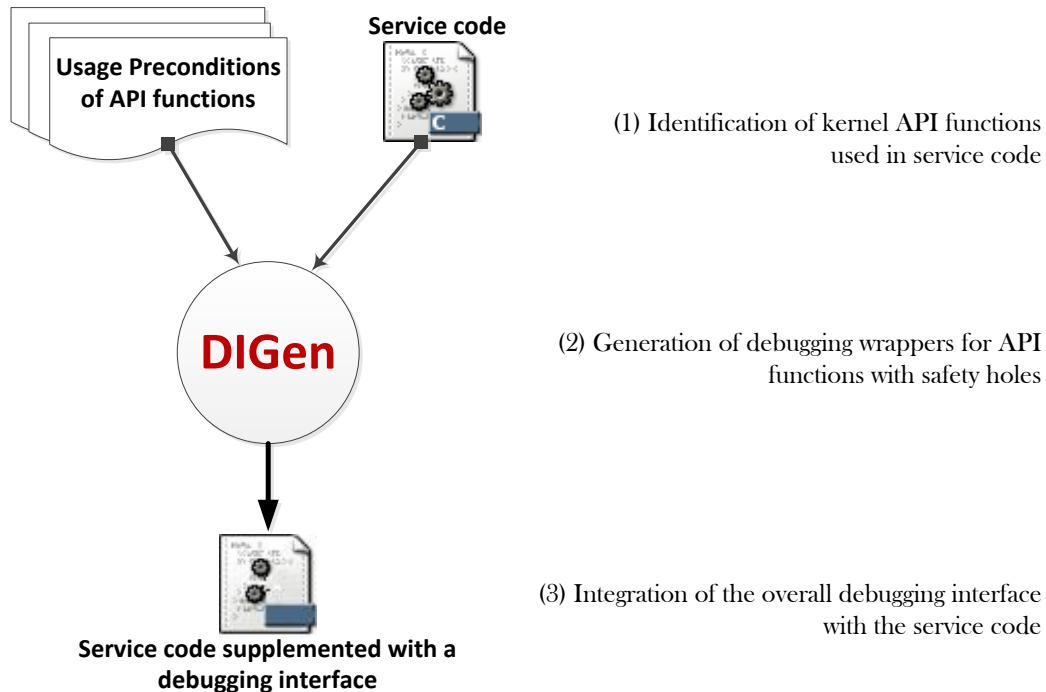 Service code
Usage Preconditions
of API functions
C
(1) Identification of kernel API functions
used in service code
DIGen
(2) Generation of debugging wrappers for API
functions with safety holes
(3) Integration of the overall debugging interface
with the service code
Service code supplemented with a
debugging interface